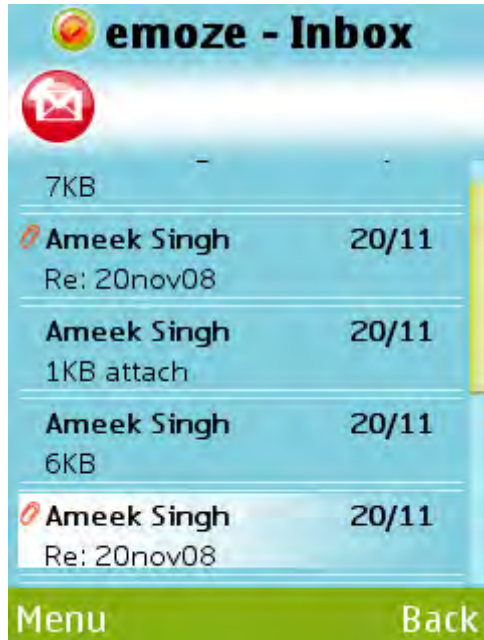 emoze - Inbox
7KB
Ameek Singh 20/11
Re: 20nov08
Ameek Singh 20/11
1KB attach
Ameek Singh 20/11
6KB
Ameek Singh 20/11
Re: 20nov08
Menu Back